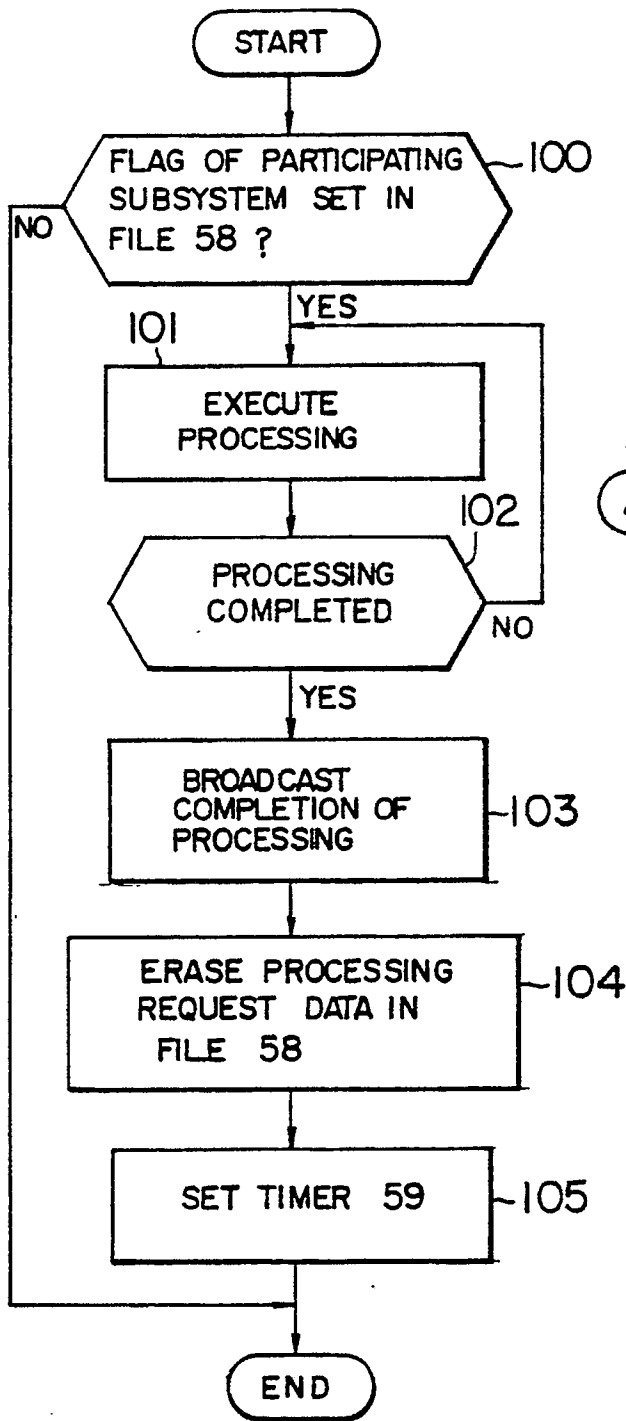 START
FLAG OF PARTICIPATING
SUBSYSTEM SET IN
FILE 58 ?
100
NO
YES
101
EXECUTE
PROCESSING
102
PROCESSING
COMPLETED
NO
YES
BROADCAST
COMPLETION OF
PROCESSING
103
ERASE PROCESSING
REQUEST DATA IN
FILE 58
104
SET TIMER 59
105
END